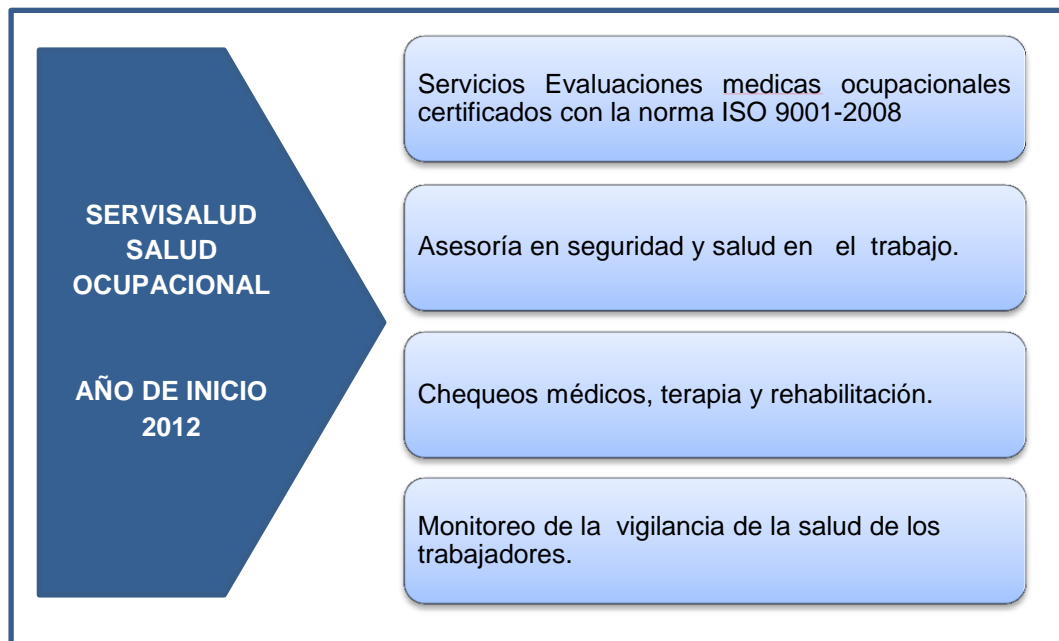 SERVISALUD
SALUD
OCUPACIONAL
AÑO DE INICIO
2012
Servicios Evaluaciones medicas ocupacionales
certificados con la norma ISO 9001-2008
Asesoría en seguridad y salud en el trabajo.
Chequeos médicos, terapia y rehabilitación.
Monitoreo de la vigilancia de la salud de los
trabajadores.